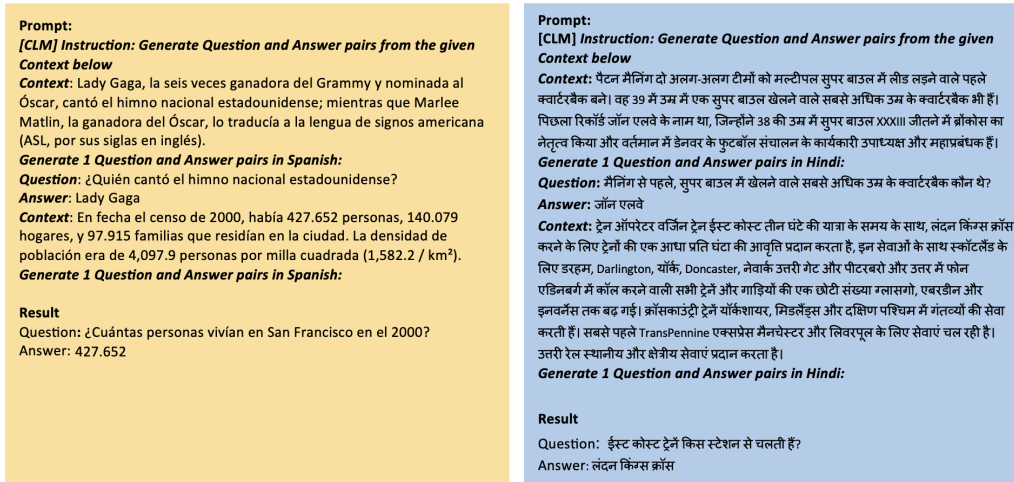 Prompt:
[CLM] Instruction: Generate Question and Answer pairs from the given
Context below
Context: Lady Gaga, la seis veces ganadora del Grammy y nominada al
Óscar, cantó el himno nacional estadounidense; mientras que Marlee
Matlin, la ganadora del Óscar, lo traducía a la lengua de signos americana
(ASL, por sus siglas en inglés).
Generate 1 Question and Answer pairs in Spanish:
Question: ¿Quién cantó el himno nacional estadounidense?
Answer: Lady Gaga
Context: En fecha el censo de 2000, había 427.652 personas, 140.079
hogares, y 97.915 familias que residían en la ciudad. La densidad de
población era de 4,097.9 personas por milla cuadrada (1,582.2 / km²).
Generate 1 Question and Answer pairs in Spanish:
Result
Question: ¿Cuántas personas vivían en San Francisco en el 2000?
Answer: 427.652
Prompt:
[CLM] Instruction: Generate Question and Answer pairs from the given
Context below
Context: पैटन मैनिंग दो अलग-अलग टीमों को मल्टीपल सुपर बाउल में लीड लड़ने वाले पहले
क्वार्टरबैक बने। वह 39 में उम्र में एक सुपर बाउल खेलने वाले सबसे अधिक उम्र के क्वार्टरबैक भी हैं।
पिछला रिकॉर्ड जॉन एलवे के नाम था, जिन्होंने 38 की उम्र में सुपर बाउल XXXIII जीतने में ब्रोंकोस का
नेतृत्व किया और वर्तमान में डेनवर के फुटबॉल संचालन के कार्यकारी उपाध्यक्ष और महाप्रबंधक हैं।
Generate 1 Question and Answer pairs in Hindi:
Question: मैनिंग से पहले, सुपर बाउल में खेलने वाले सबसे अधिक उम्र के क्वार्टरबैक कौन थे?
Answer: जॉन एलवे
Context: ट्रेन ऑपरेटर वर्जिन ट्रेन ईस्ट कोस्ट तीन घंटे की यात्रा के समय के साथ, लंदन किंग्स क्रॉस
करने के लिए ट्रेनों की एक आधा प्रति घंटा की आवृत्ति प्रदान करता है, इन सेवाओं के साथ स्कॉटलैंड के
लिए डरहम, Darlington, यॉर्क, Doncaster, नेवार्क उत्तरी गेट और पीटरबरो और उत्तर में फोन
एडिनबर्ग में कॉल करने वाली सभी ट्रेनें और गाड़ियों की एक छोटी संख्या ग्लासगो, एबरडीन और
इनवर्नेस तक बढ़ गई। क्रॉसकाउंट्री ट्रेनें यॉर्कशायर, मिडलैंड्स और दक्षिण पश्चिम में गंतव्यों की सेवा
करती हैं। सबसे पहले TransPennine एक्सप्रेस मैनचेस्टर और लिवरपूल के लिए सेवाएं चल रही है।
उत्तरी रेल स्थानीय और क्षेत्रीय सेवाएं प्रदान करता है।
Generate 1 Question and Answer pairs in Hindi:
Result
Question: ईस्ट कोस्ट ट्रेनें किस स्टेशन से चलती हैं?
Answer: लंदन किंग्स क्रॉस